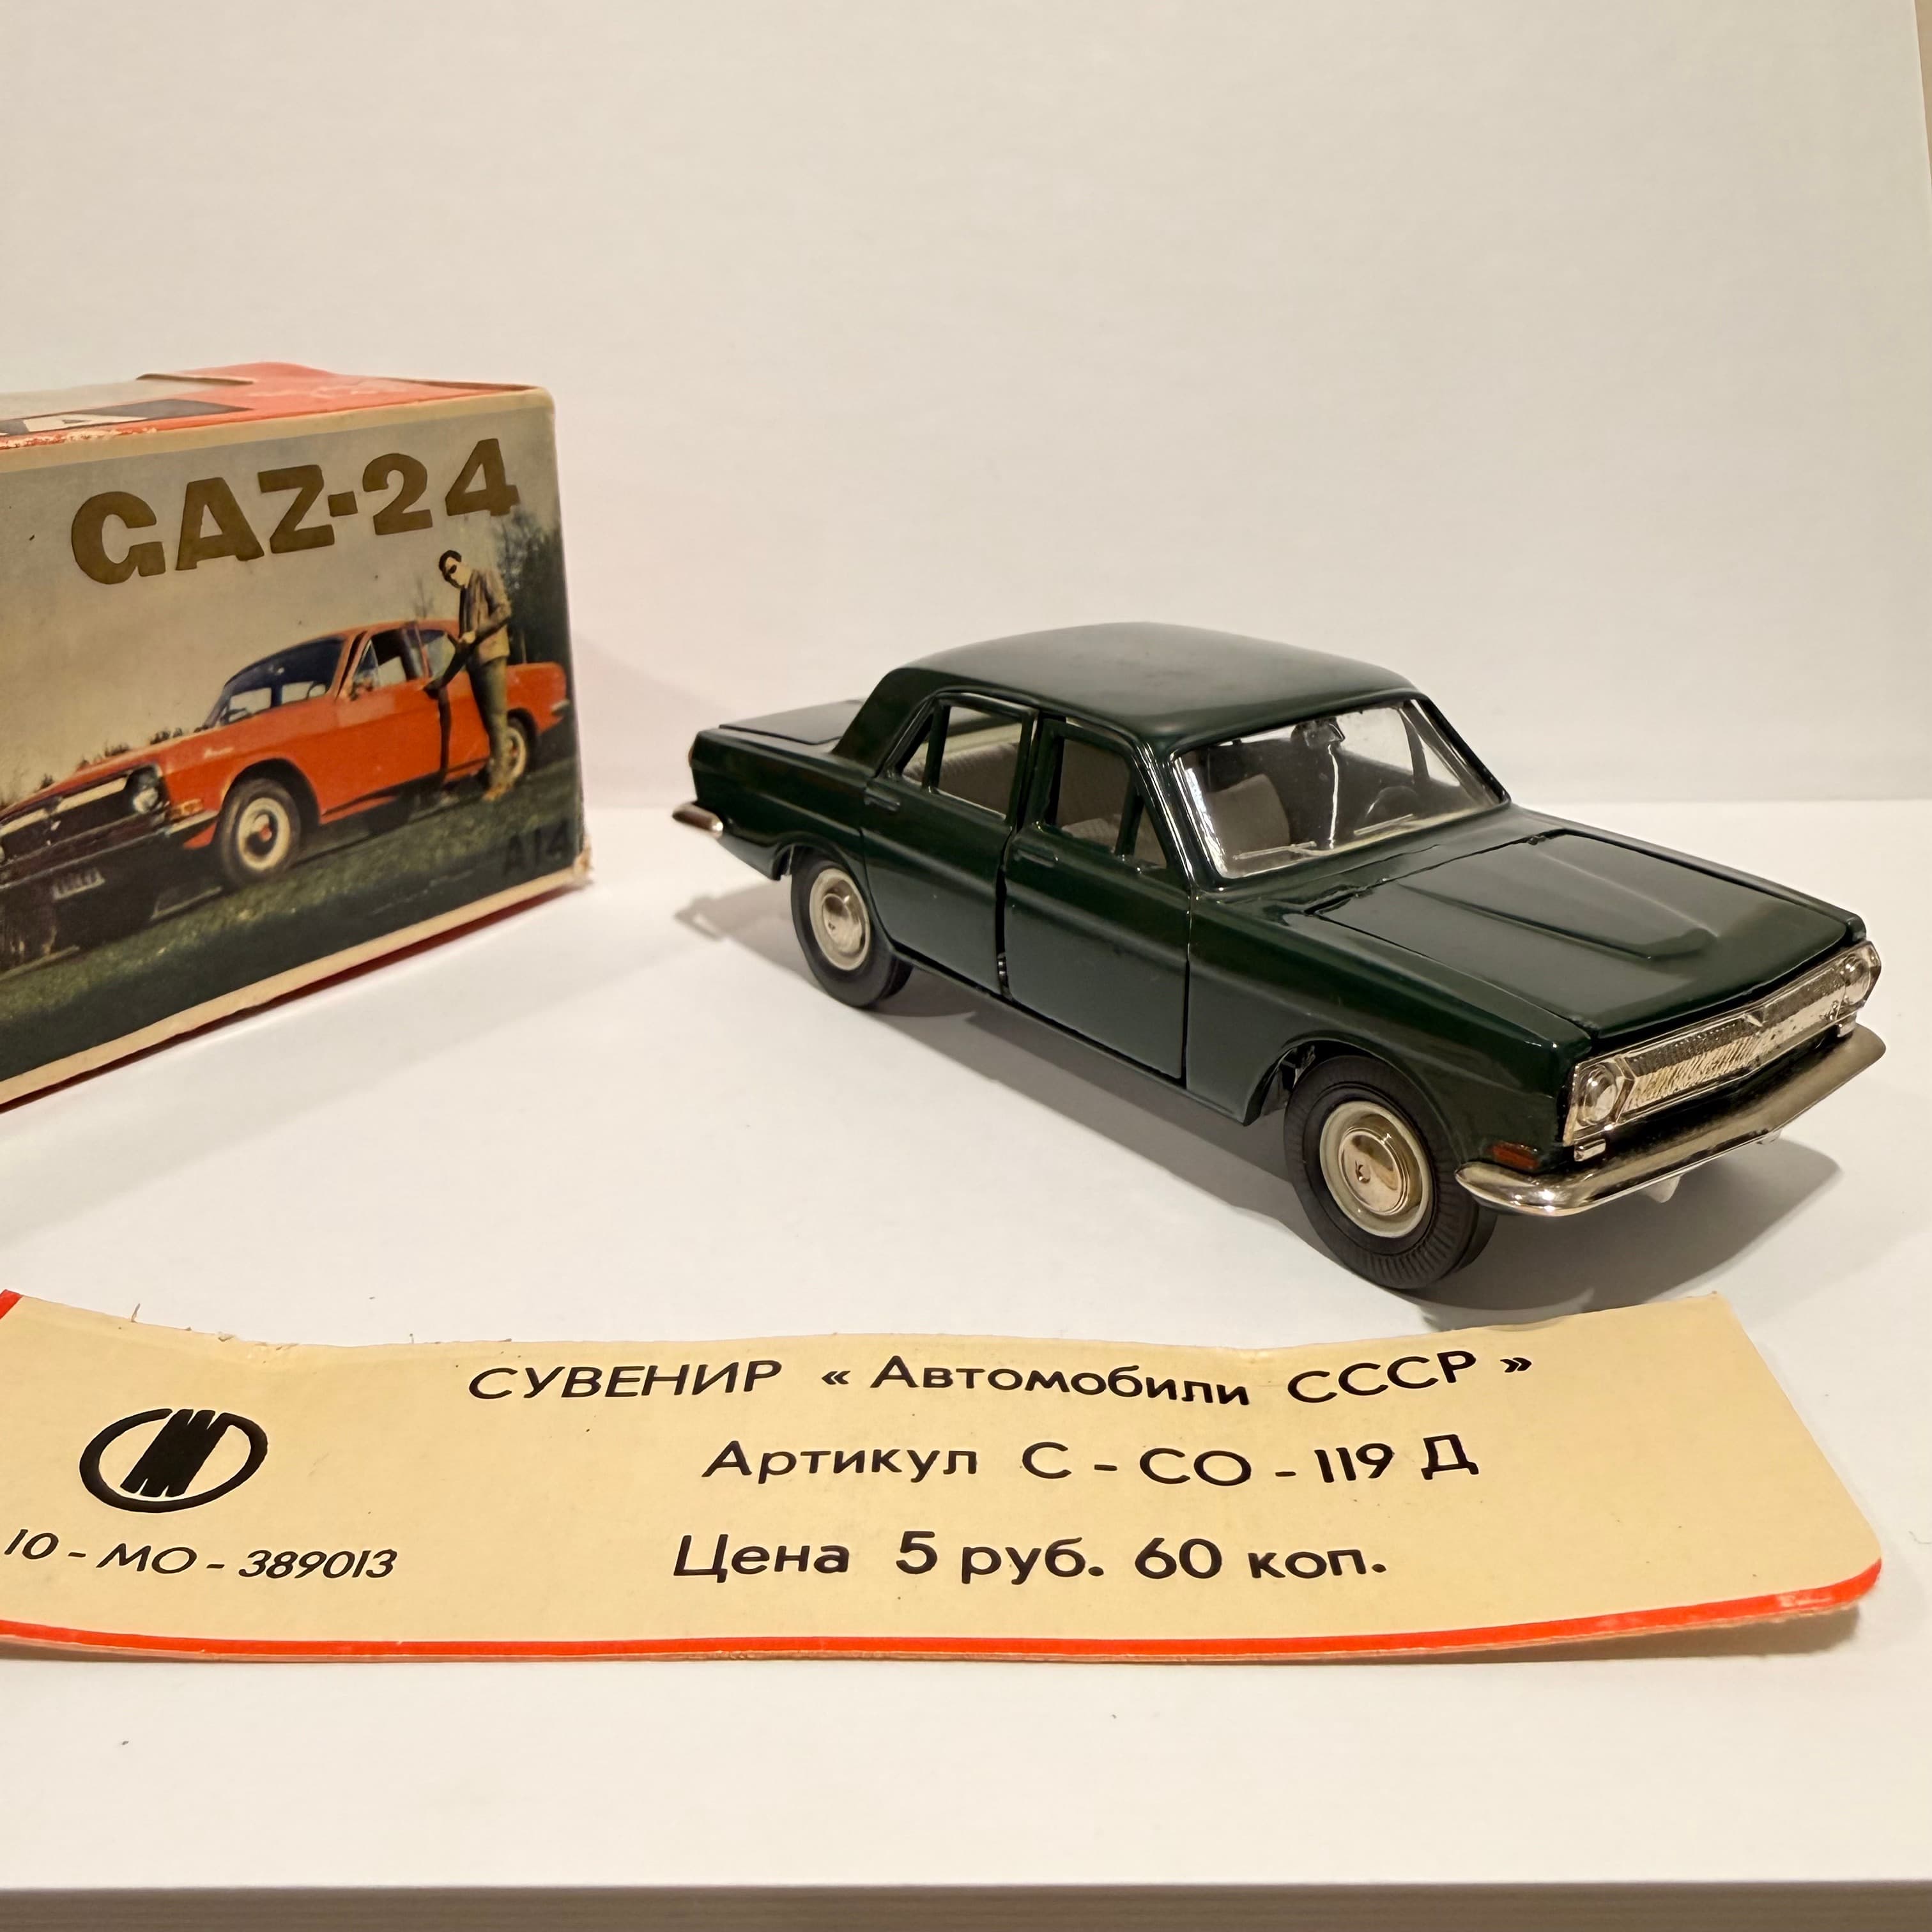 GAZ-24
A14
СУВЕНИР « Автомобили СССР »
Артикул С - СО - 119 Д
10 - МО - 389013
Цена 5 руб. 60 коп.